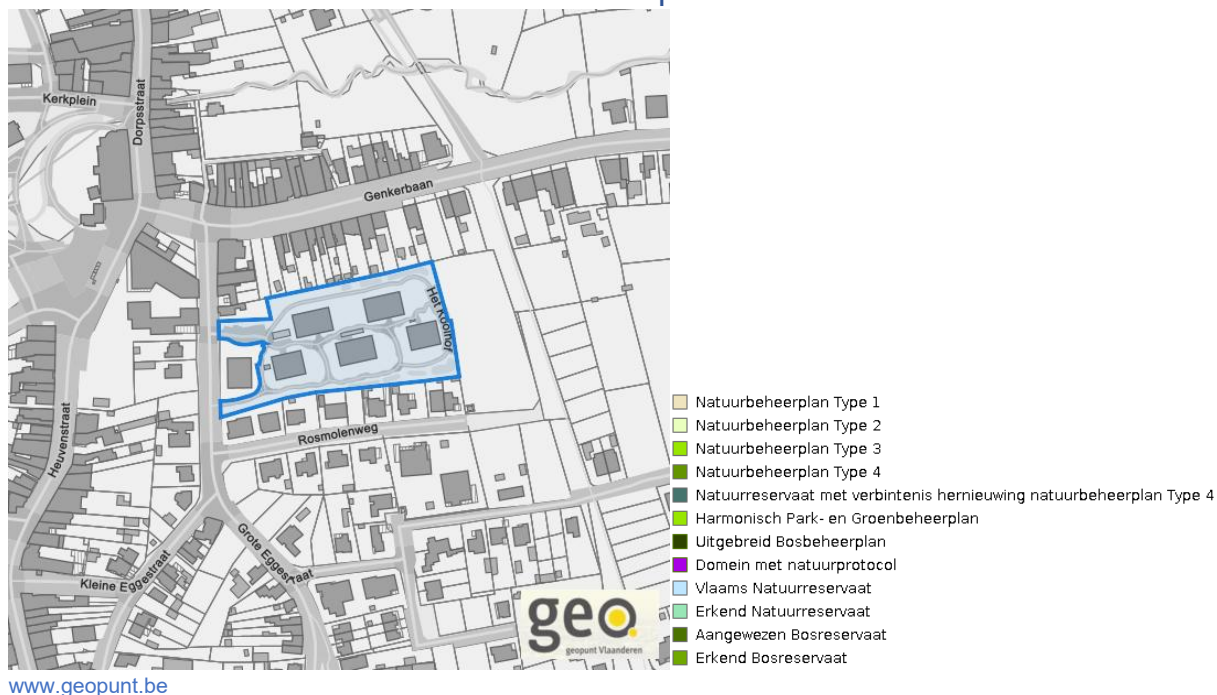 Kerkplein
Dorpsstraat
Genkerbaan
Het Koolhof
Rosmolenweg
Heuvenstraat
Grote Eggestraat
Kleine Eggestraat
geo.
geopunt Vlaanderen
Natuurbeheerplan Type 1
Natuurbeheerplan Type 2
Natuurbeheerplan Type 3
Natuurbeheerplan Type 4
Natuurreservaat met verbintenis hernieuwing natuurbeheerplan Type 4
Harmonisch Park- en Groenbeheerplan
Uitgebreid Bosbeheerplan
Domein met natuurprotocol
Vlaams Natuurreservaat
Erkend Natuurreservaat
Aangewezen Bosreservaat
Erkend Bosreservaat
www.geopunt.be